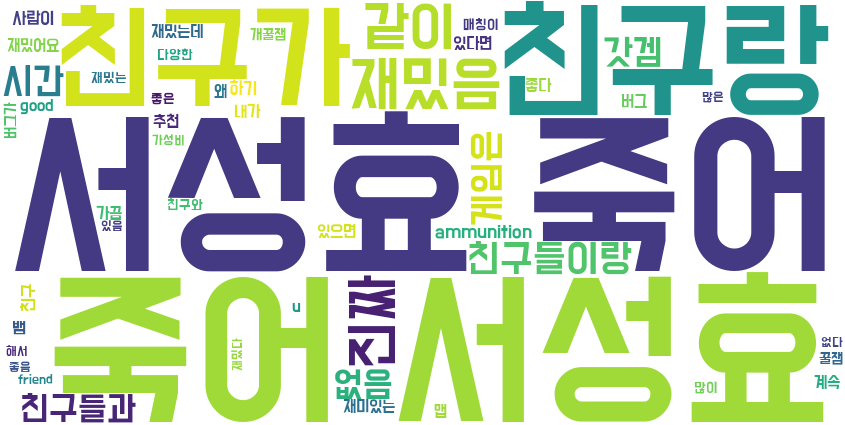 사람이
친구가
재밌는데
개꿀잼
같이
매칭이
있다면
친구랑
재밌어요
다양한
재밌음
갓겜
시간
재밌는
왜
하기
좋다
버그
많은
good
좋은
내가
버그가
추천
가성비
서성효
죽어
게임은
친구와
가끔
있음
있으면
ammunition
친구들이랑
죽어
서성효
진짜
친구
u
뱀
재밌다
없음
해서
좋음
friend
재미있는
맵
많이
없다
꿀잼
계속
친구들과